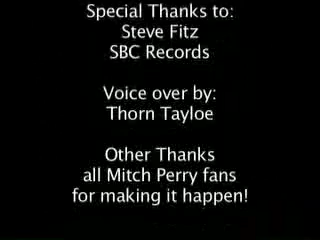 Special Thanks to:
Steve Fitz
SBC Records
Voice over by:
Thorn Tayloe
Other Thanks
all Mitch Perry fans
for making it happen!